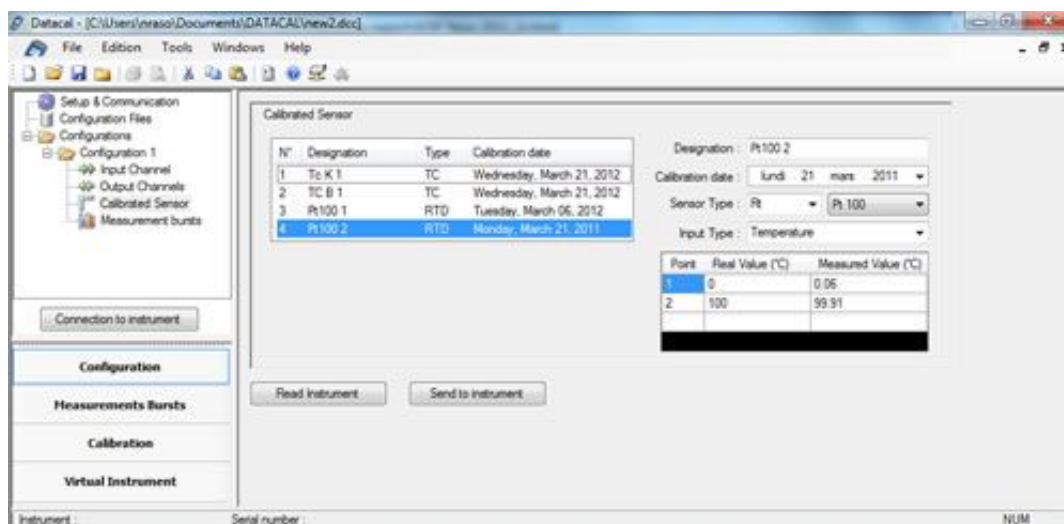 Datacal - [C:\Users\nraso\Documents\DATACAL\new2.dcc]
File Edition Tools Windows Help
Setup & Communication
Configuration Files
Configurations
Configuration 1
Input Channel
Output Channels
Calibrated Sensor
Measurement bursts
Connection to instrument
Configuration
Measurements Bursts
Calibration
Virtual Instrument
Calibrated Sensor
N° Designation Type Calibration date
1 Tc K 1 TC Wednesday, March 21, 2012
2 TC B 1 TC Wednesday, March 21, 2012
3 Pt100 1 RTD Tuesday, March 06, 2012
4 Pt100 2 RTD Monday, March 21, 2011
Designation : Pt100 2
Calibration date : lundi 21 mars 2011
Sensor Type : Pt Pt 100
Input Type : Temperature
Point Real Value (°C) Measured Value (°C)
1 0 0.06
2 100 99.91
Read Instrument Send to instrument
Instrument : Serial number : NUM